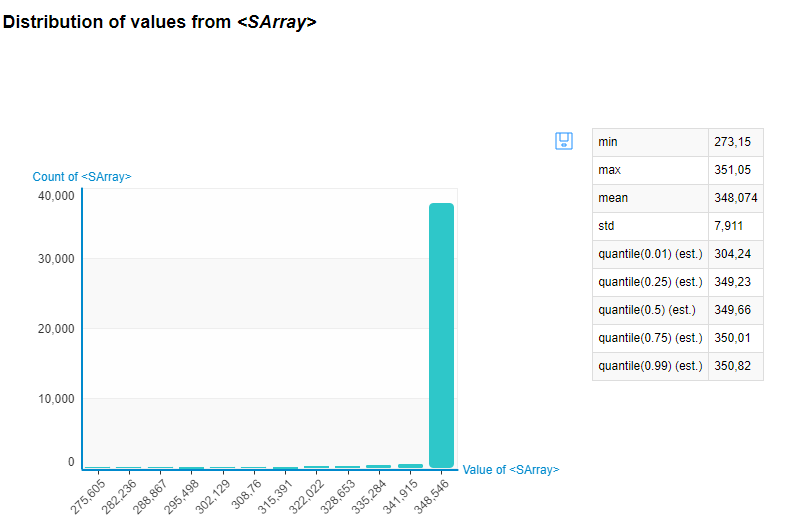 Distribution of values from <SArray>
Count of <SArray>
40,000
30,000
20,000
10,000
0
275,605
282,236
288,867
295,498
302,129
308,76
315,391
322,022
328,653
335,284
341,915
348,546
Value of <SArray>
min 273,15
max 351,05
mean 348,074
std 7,911
quantile(0.01) (est.) 304,24
quantile(0.25) (est.) 349,23
quantile(0.5) (est.) 349,66
quantile(0.75) (est.) 350,01
quantile(0.99) (est.) 350,82